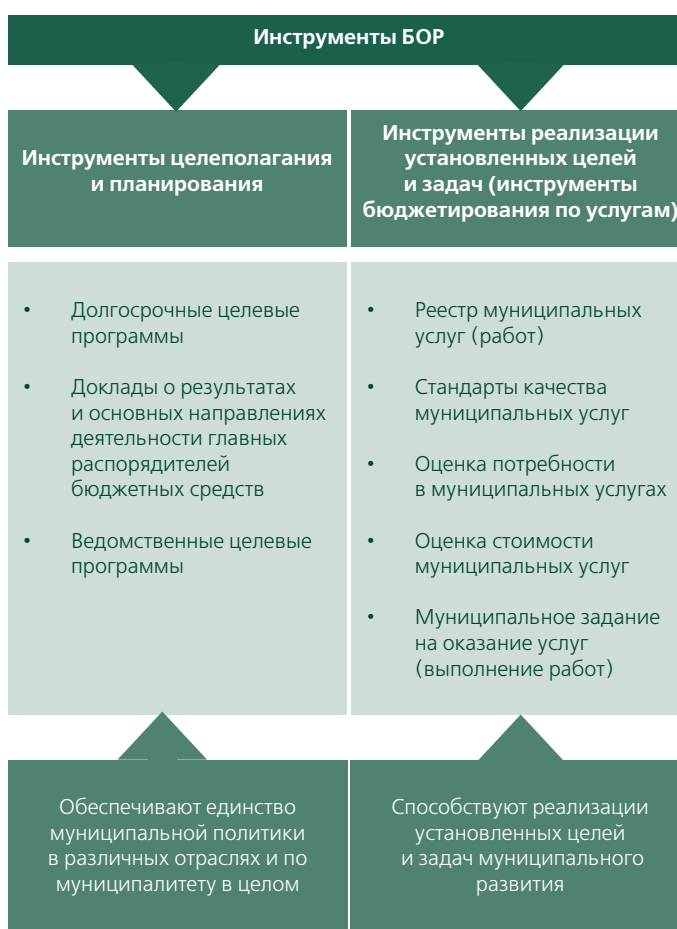 Инструменты БОР
Инструменты целеполагания
и планирования
Инструменты реализации
установленных целей
и задач (инструменты
бюджетирования по услугам)
• Долгосрочные целевые
программы
• Доклады о результатах
и основных направлениях
деятельности главных
распорядителей
бюджетных средств
• Ведомственные целевые
программы
• Реестр муниципальных
услуг (работ)
• Стандарты качества
муниципальных услуг
• Оценка потребности
в муниципальных услугах
• Оценка стоимости
муниципальных услуг
• Муниципальное задание
на оказание услуг
(выполнение работ)
Обеспечивают единство
муниципальной политики
в различных отраслях и по
муниципалитету в целом
Способствуют реализации
установленных целей
и задач муниципального
развития